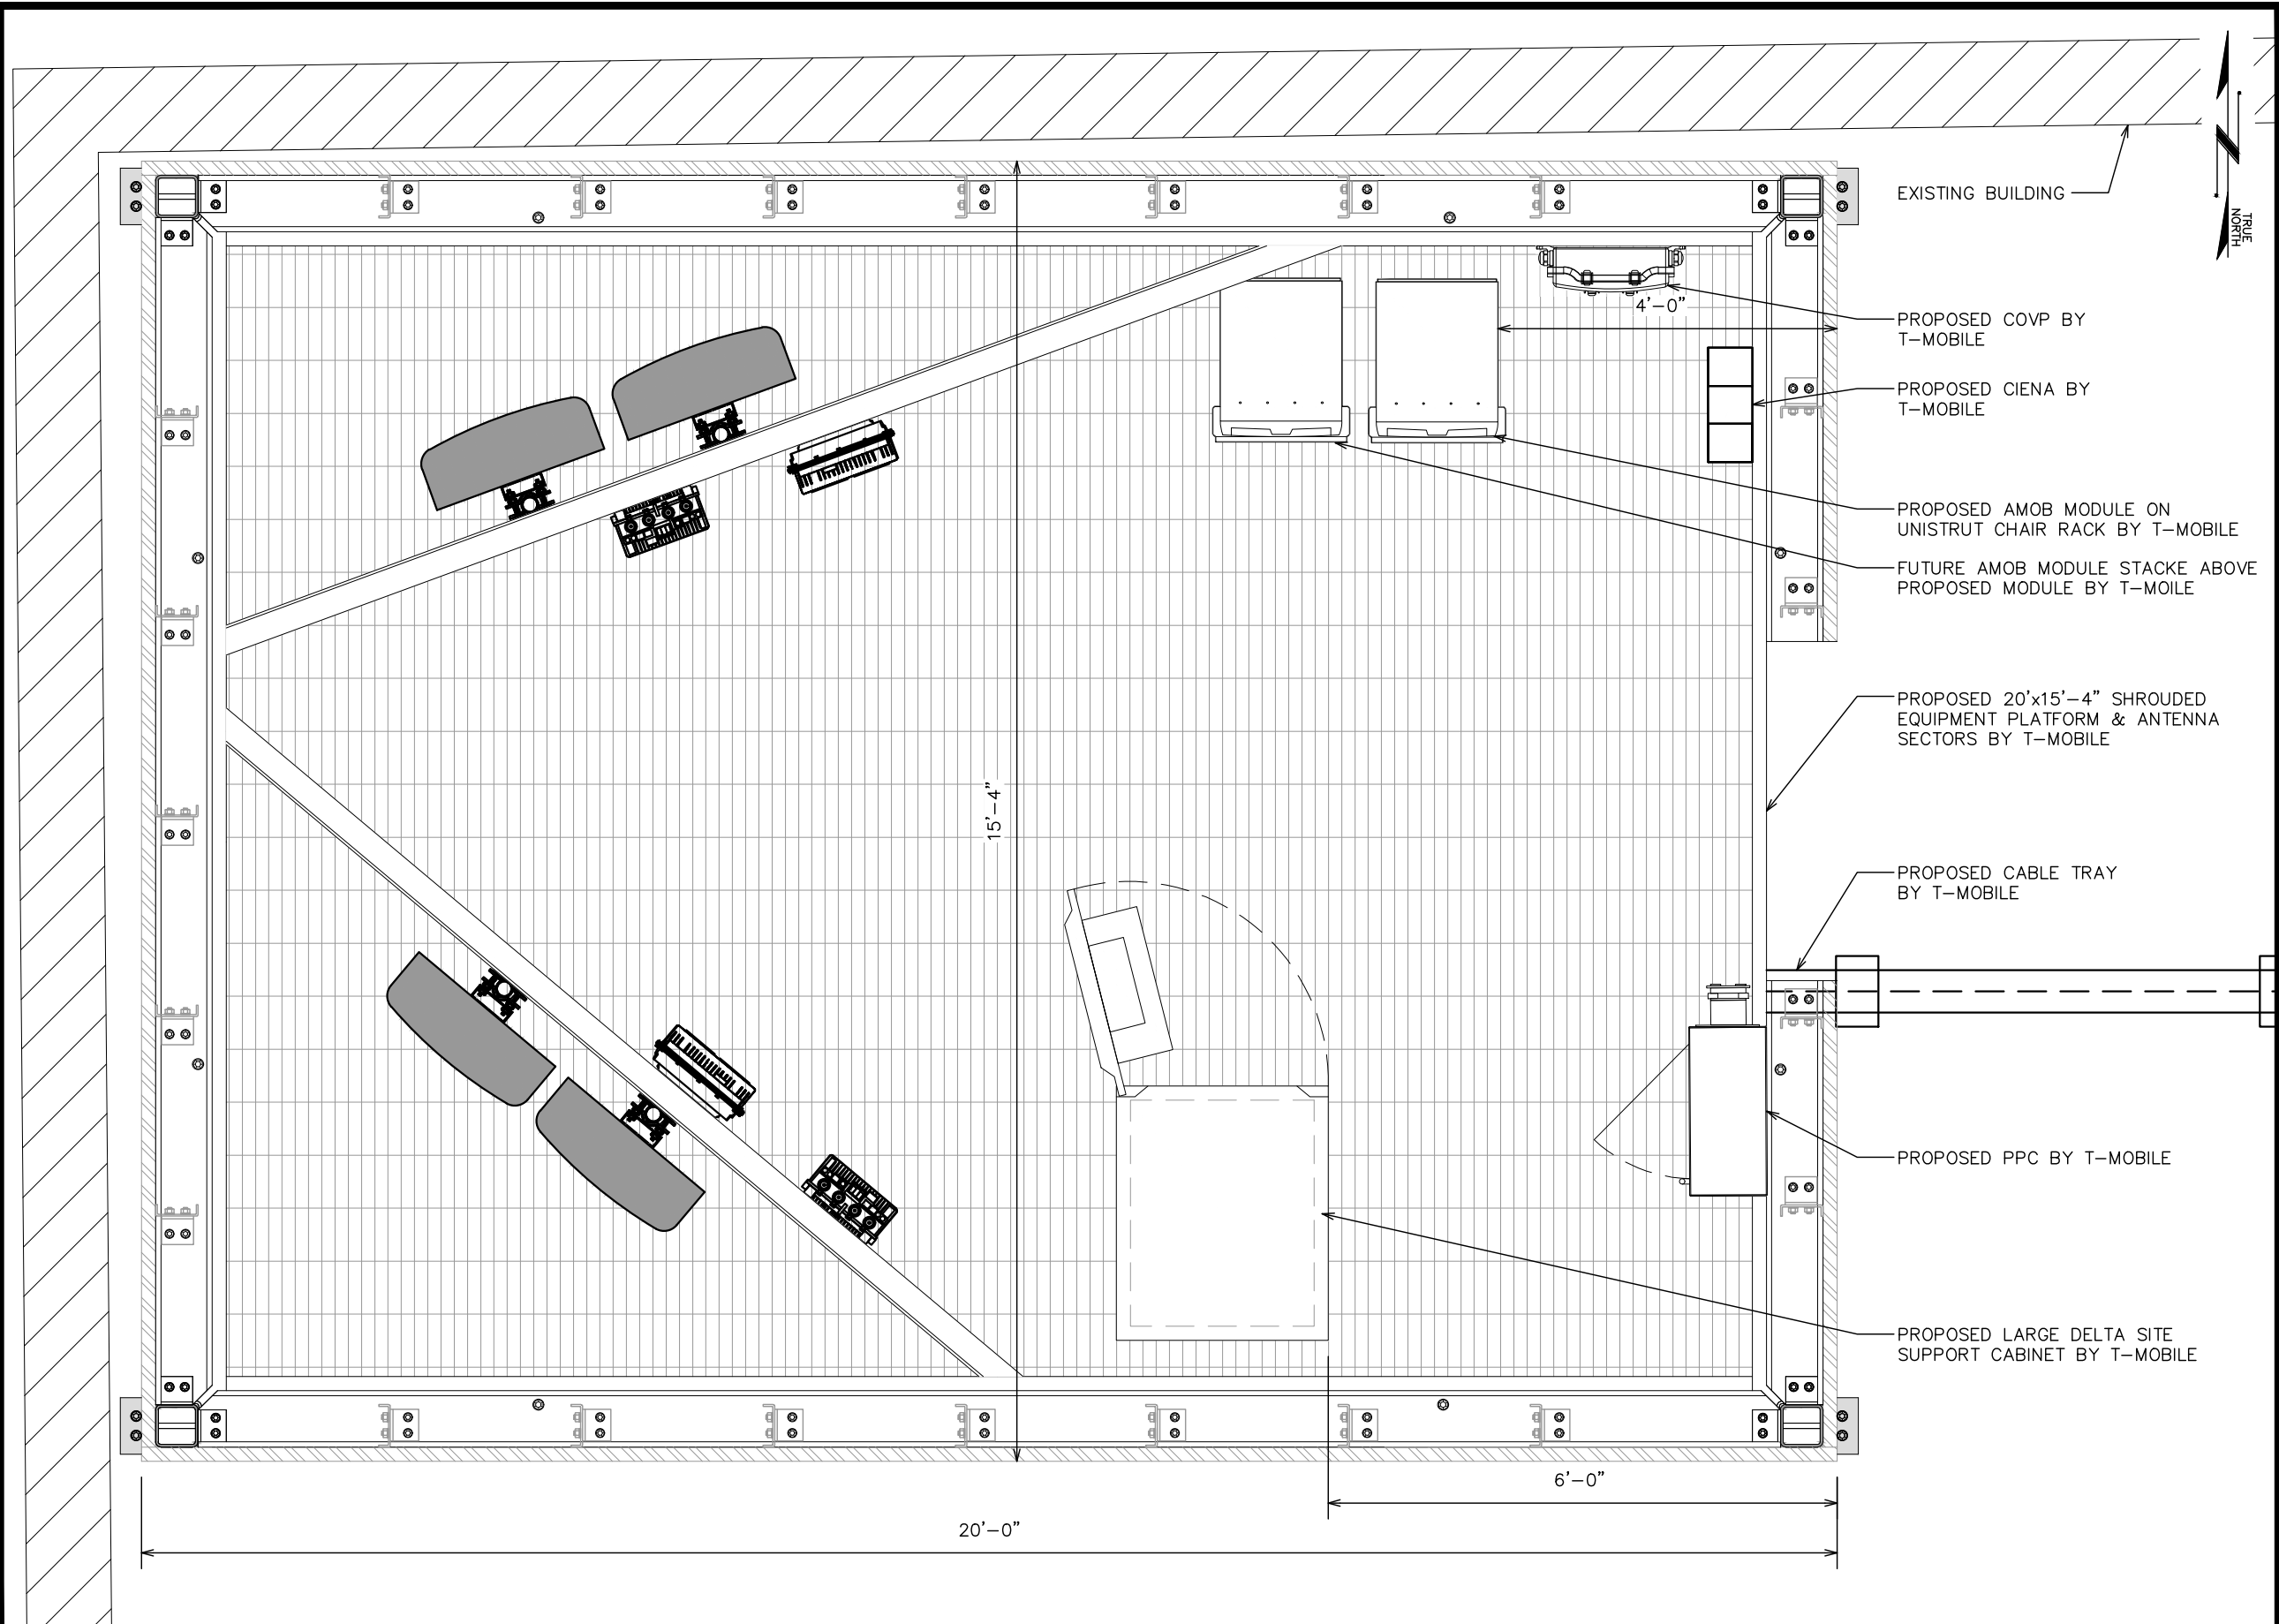 EXISTING BUILDING
TRUE
NORTH
4'-0"
PROPOSED COVP BY
T-MOBILE
PROPOSED CIENA BY
T-MOBILE
PROPOSED AMOB MODULE ON
UNISTRUT CHAIR RACK BY T-MOBILE
FUTURE AMOB MODULE STACKE ABOVE
PROPOSED MODULE BY T-MOILE
PROPOSED 20'x15'-4" SHROUDED
EQUIPMENT PLATFORM & ANTENNA
SECTORS BY T-MOBILE
15'-4"
PROPOSED CABLE TRAY
BY T-MOBILE
PROPOSED PPC BY T-MOBILE
PROPOSED LARGE DELTA SITE
SUPPORT CABINET BY T-MOBILE
6'-0"
20'-0"